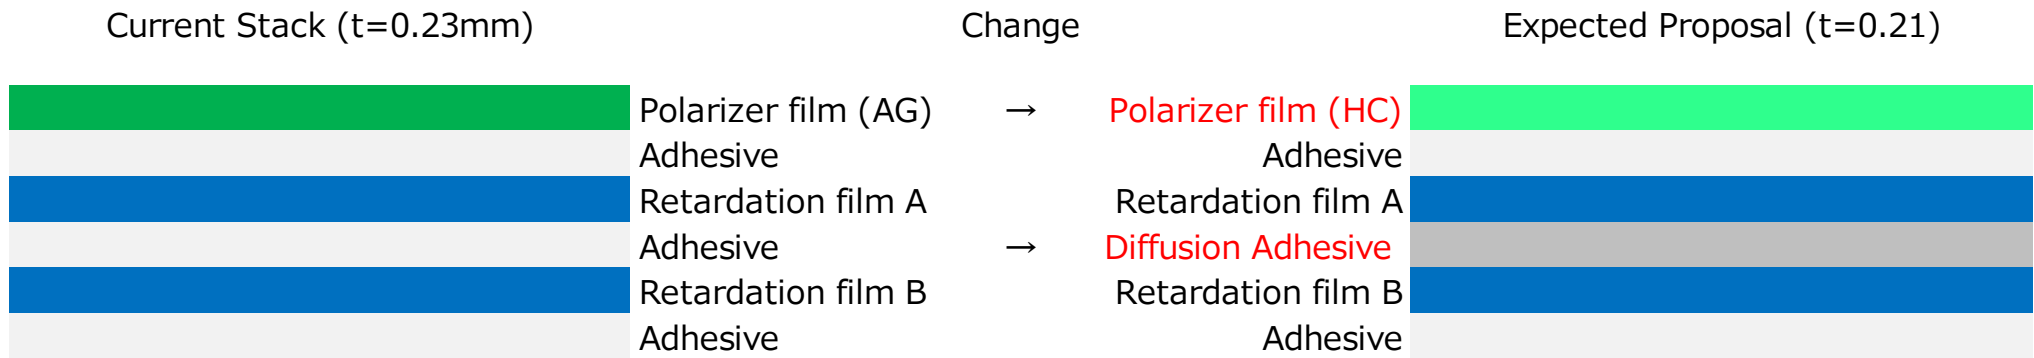 Current Stack (t=0.23mm) Change Expected Proposal (t=0.21)
Polarizer film (AG) → Polarizer film (HC)
Adhesive Adhesive
Retardation film A Retardation film A
Adhesive → Diffusion Adhesive
Retardation film B Retardation film B
Adhesive Adhesive